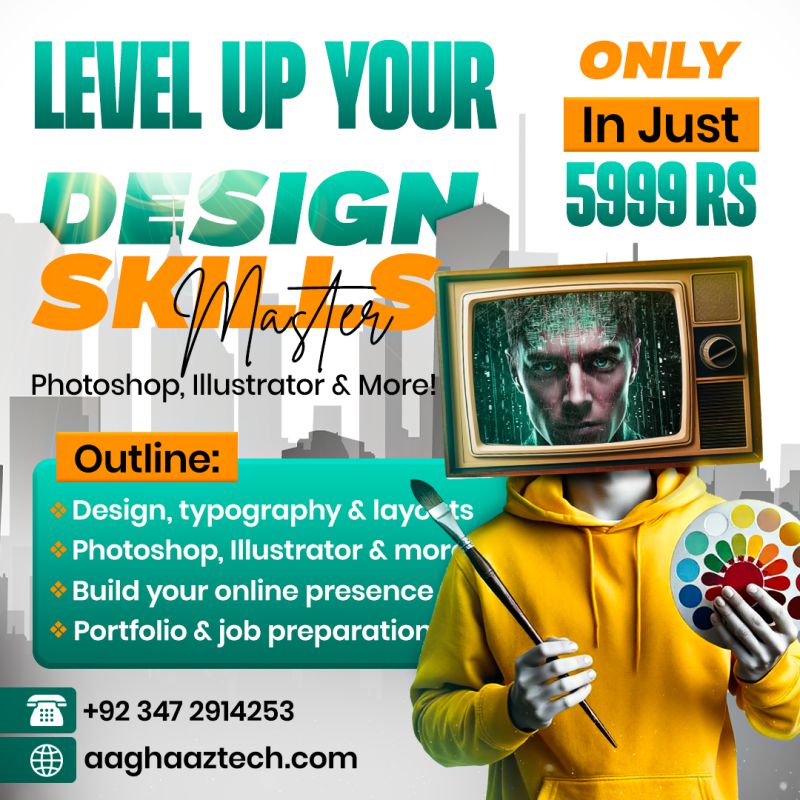 LEVEL UP YOUR
DESIGN
SKILLS
Master
Photoshop, Illustrator & More!
ONLY
In Just
5999 RS
Outline:
Design, typography & layouts
Photoshop, Illustrator & more
Build your online presence
Portfolio & job preparation
+92 347 2914253
aaghaaztech.com